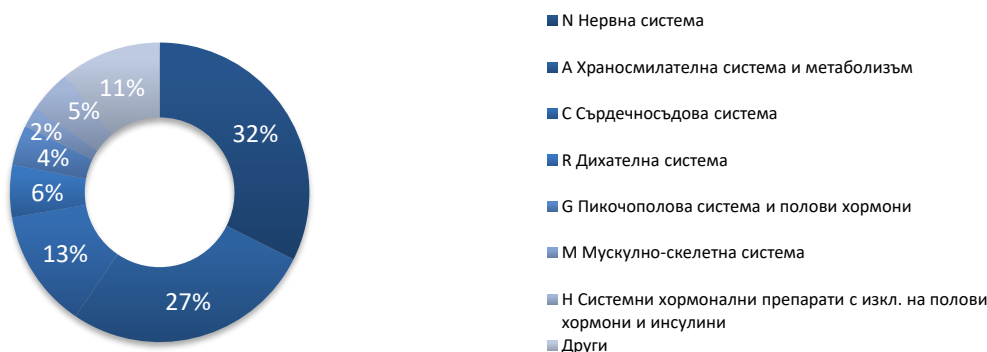 N Нервна система
A Храносмилателна система и метаболизъм
C Сърдечносъдова система
R Дихателна система
G Пикочополова система и полови хормони
M Мускулно-скелетна система
H Системни хормонални препарати с изкл. на полови
хормони и инсулини
Други
32%
27%
13%
6%
4%
2%
5%
11%